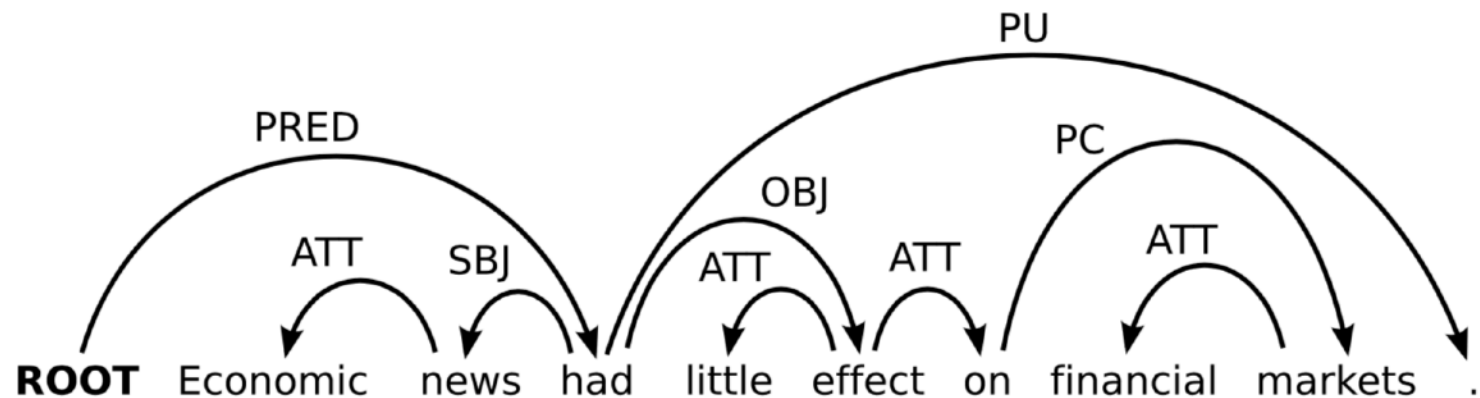 PU
PRED
PC
OBJ
ATT SBJ ATT ATT ATT
ROOT Economic news had little effect on financial markets .